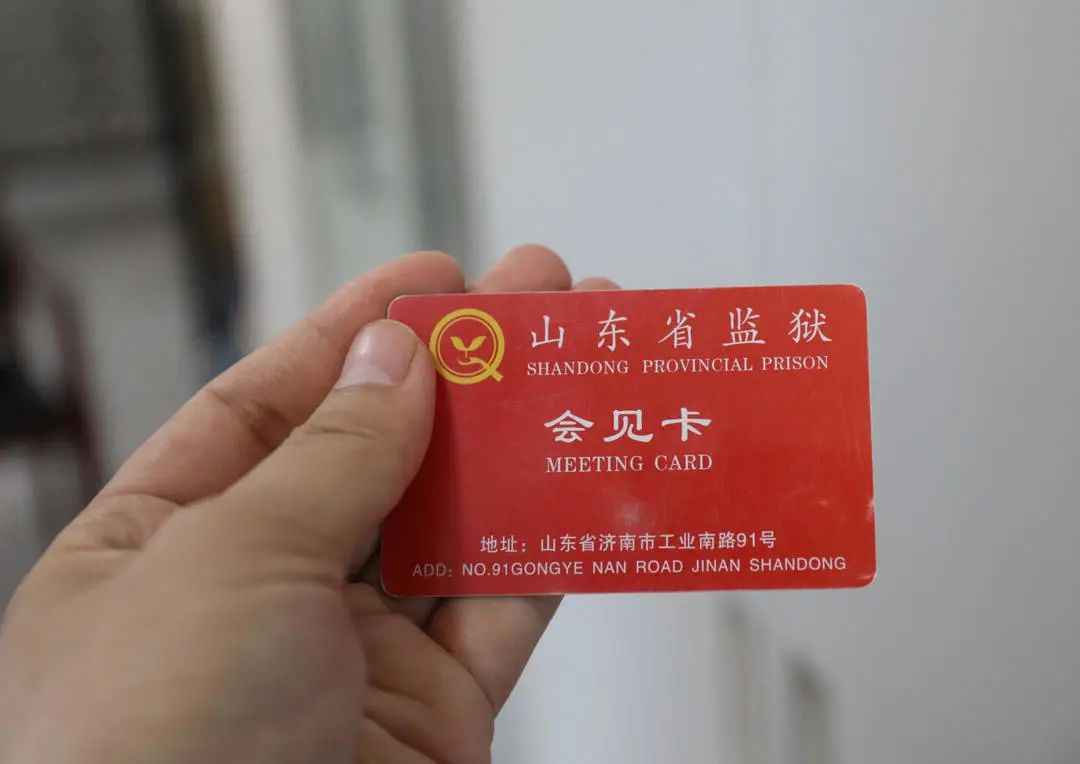 山东省监狱
SHANDONG PROVINCIAL PRISON
会见卡
MEETING CARD
地址：山东省济南市工业南路91号
ADD: NO.91GONGYE NAN ROAD JINAN SHANDONG